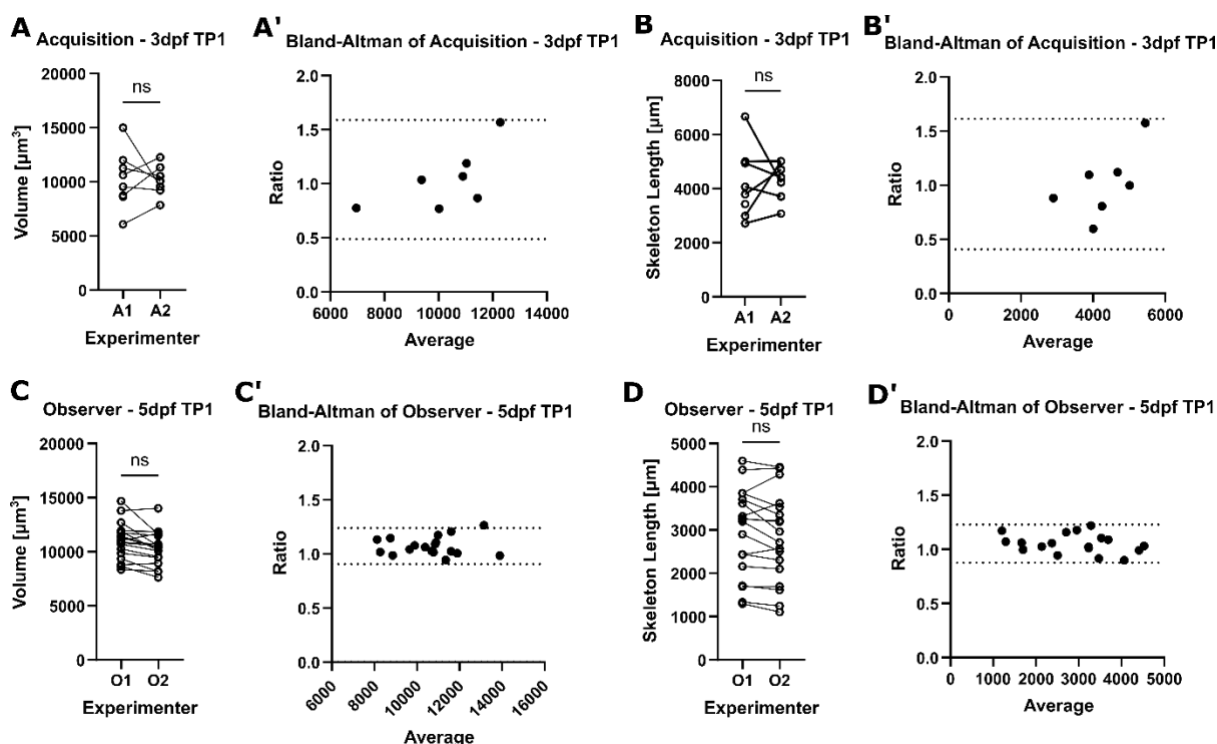 A Acquisition - 3dpf TP1
ns
Volume [µm³]
20000
15000
10000
5000
0
A1 A2
Experimenter
A' Bland-Altman of Acquisition - 3dpf TP1
Ratio
2.0
1.5
1.0
0.5
0.0
6000 8000 10000 12000 14000
Average
B Acquisition - 3dpf TP1
ns
Skeleton Length [µm]
8000
6000
4000
2000
0
A1 A2
Experimenter
B' Bland-Altman of Acquisition - 3dpf TP1
Ratio
2.0
1.5
1.0
0.5
0.0
0 2000 4000 6000
Average
C Observer - 5dpf TP1
ns
Volume [µm³]
20000
15000
10000
5000
0
O1 O2
Experimenter
C' Bland-Altman of Observer - 5dpf TP1
Ratio
2.0
1.5
1.0
0.5
0.0
6000 8000 10000 12000 14000 16000
Average
D Observer - 5dpf TP1
ns
Skeleton Length [µm]
5000
4000
3000
2000
1000
0
O1 O2
Experimenter
D' Bland-Altman of Observer - 5dpf TP1
Ratio
2.0
1.5
1.0
0.5
0.0
0 1000 2000 3000 4000 5000
Average